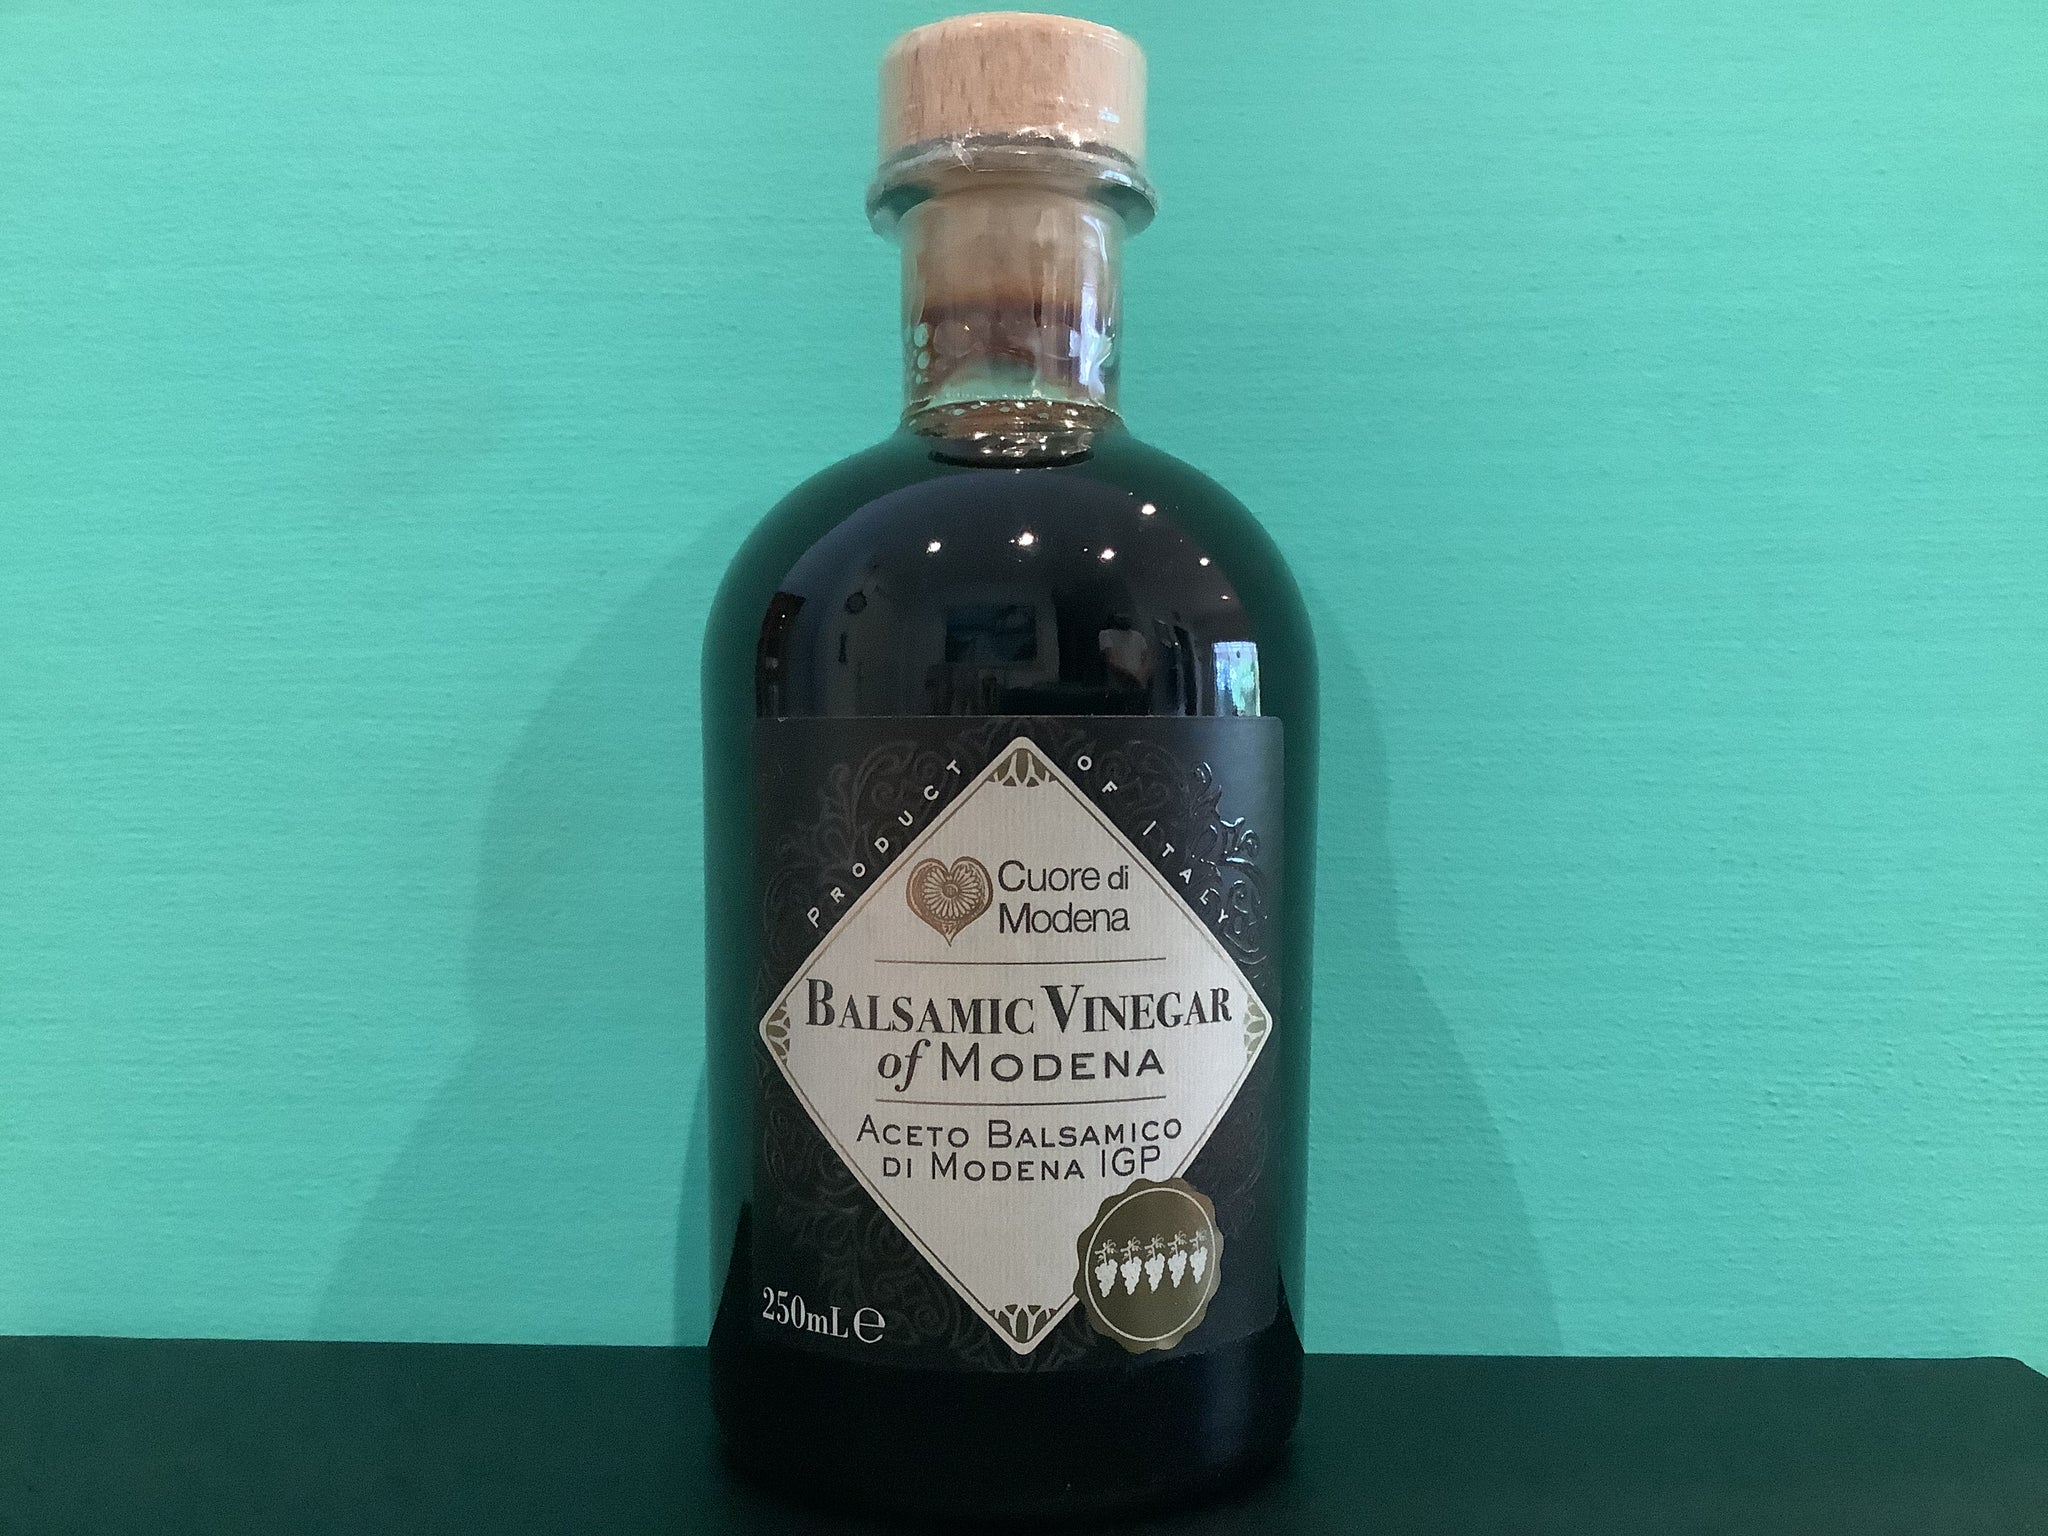 PRODUCT OF ITALY
Cuore di
Modena
BALSAMIC VINEGAR
of MODENA
ACETO BALSAMICO
DI MODENA IGP
250mL ℮